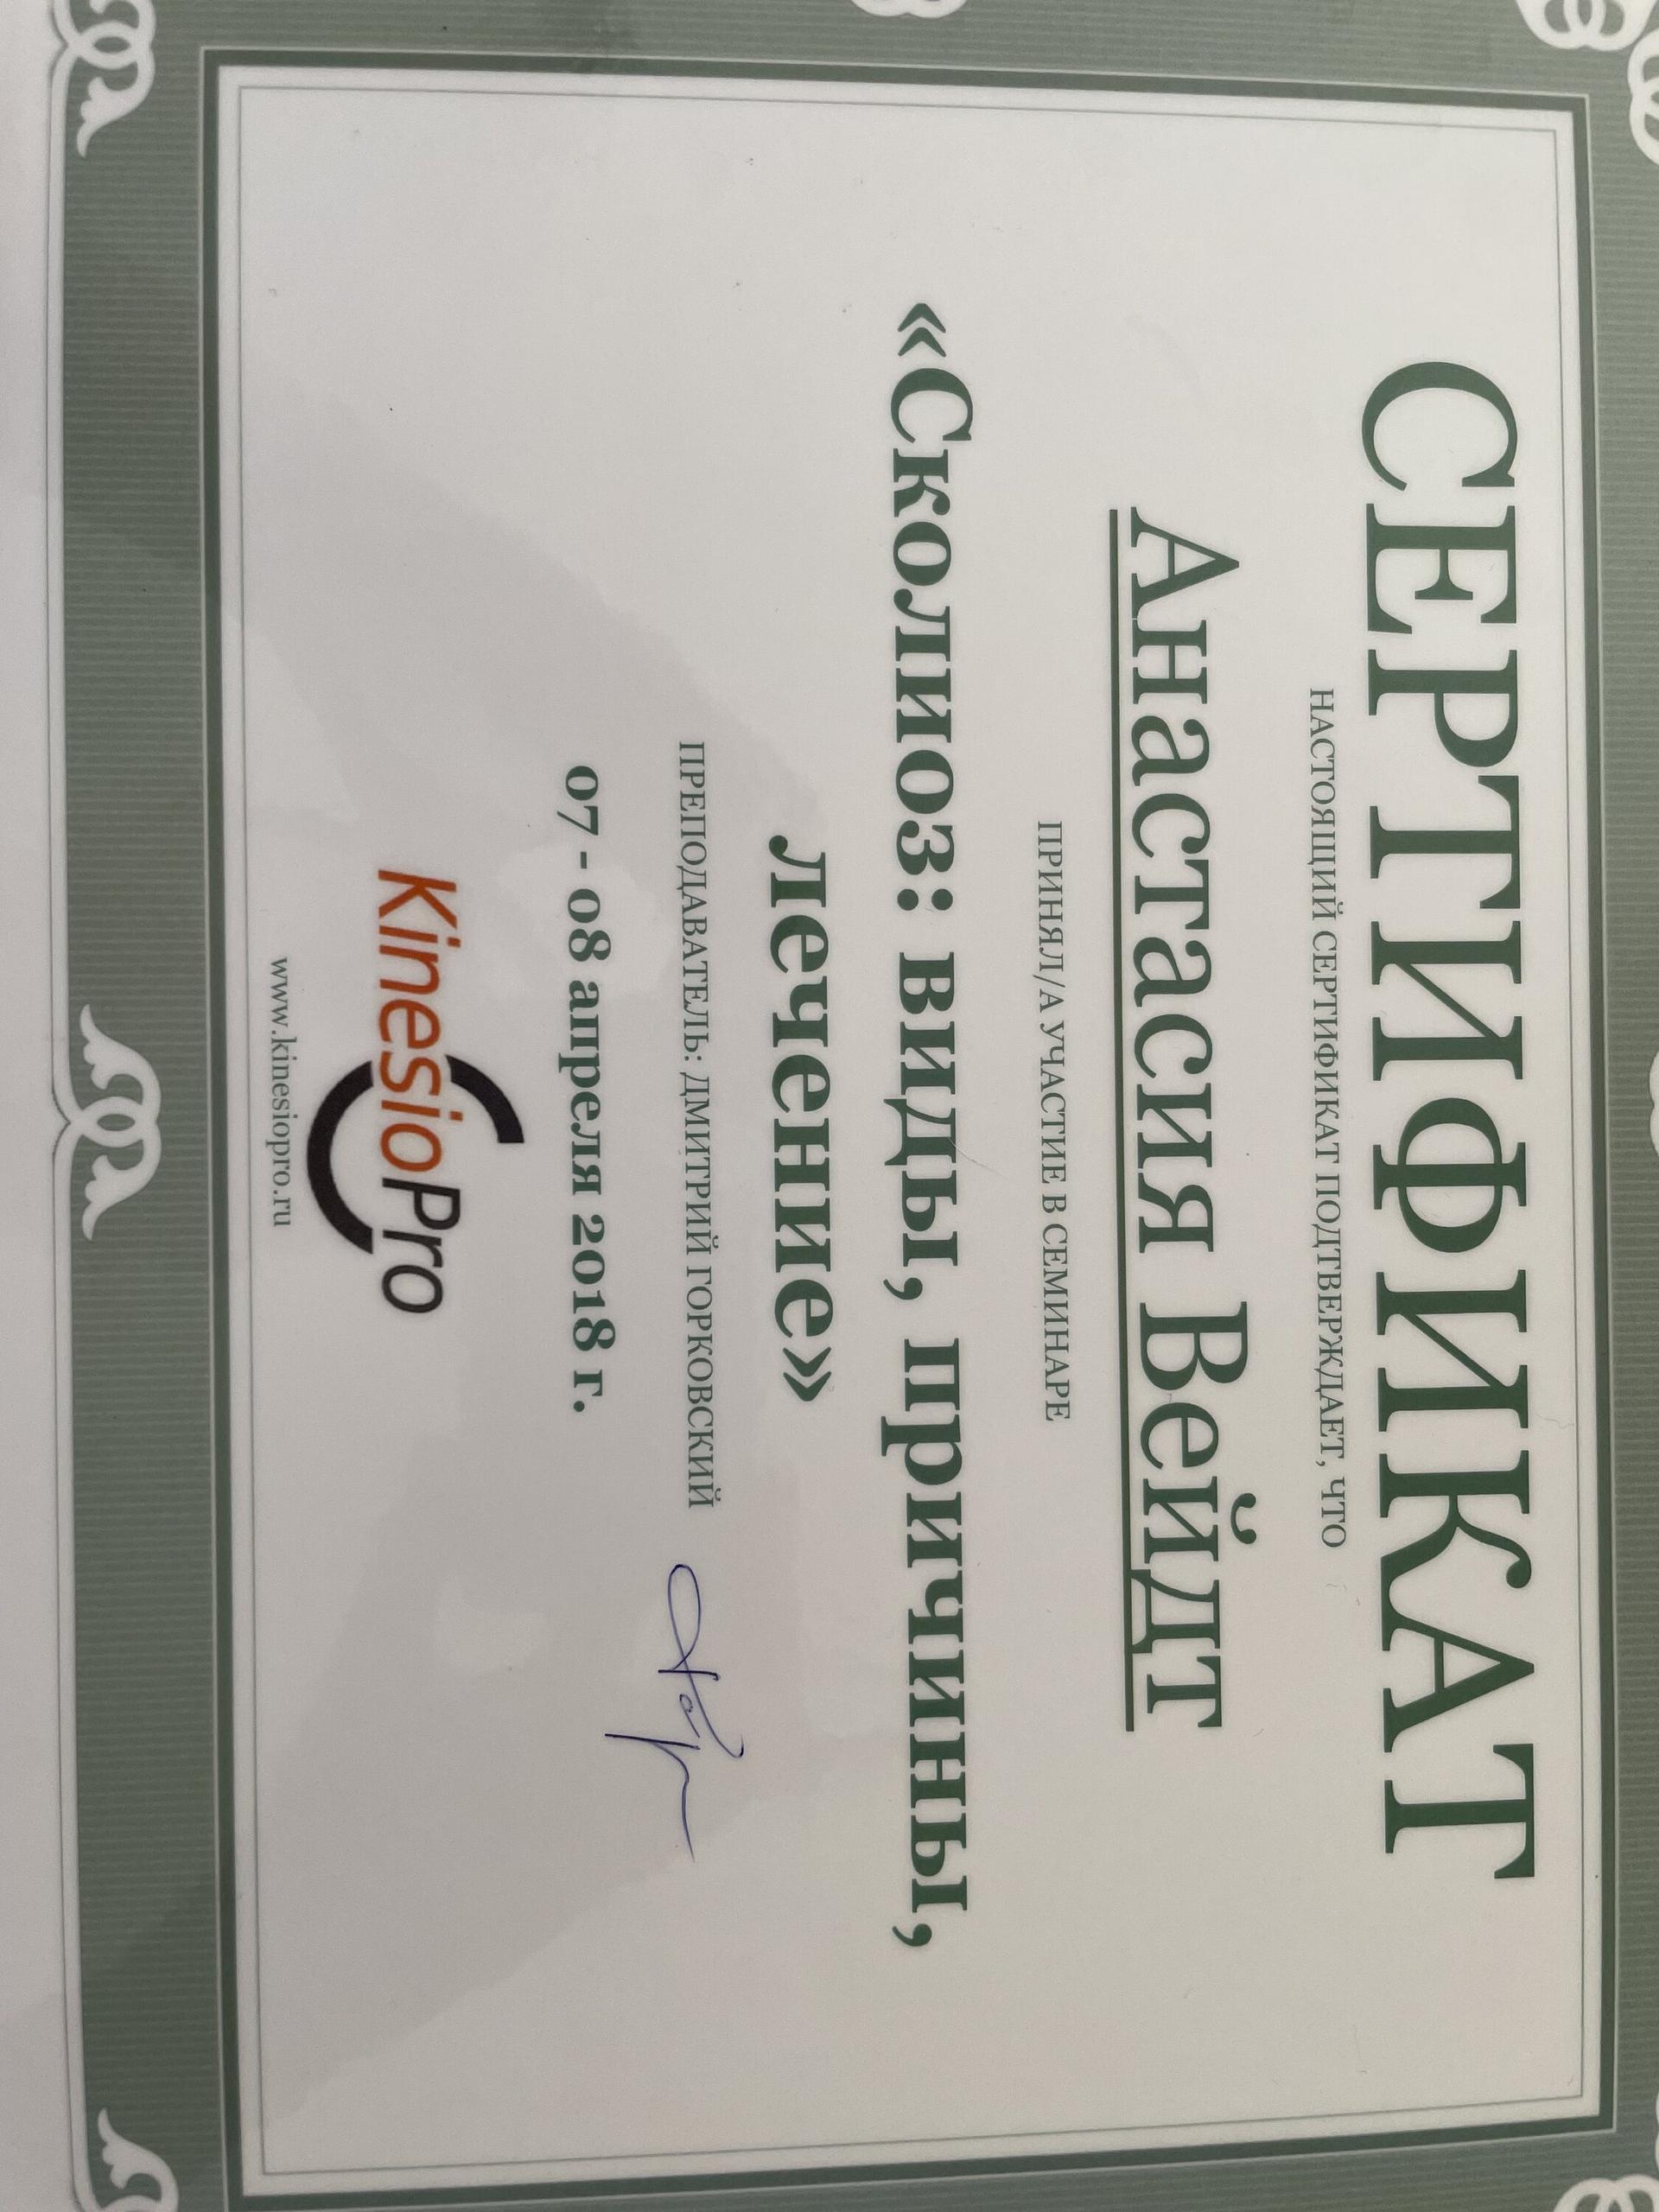 СЕРТИФИКАТ
НАСТОЯЩИЙ СЕРТИФИКАТ ПОДТВЕРЖДАЕТ, ЧТО
Анастасия Вейдт
ПРИНЯЛ/А УЧАСТИЕ В СЕМИНАРЕ
«Сколиоз: виды, причины,
лечение»
ПРЕПОДАВАТЕЛЬ: ДМИТРИЙ ГОРКОВСКИЙ
07 - 08 апреля 2018 г.
KinesioPro
www.kinesiopro.ru